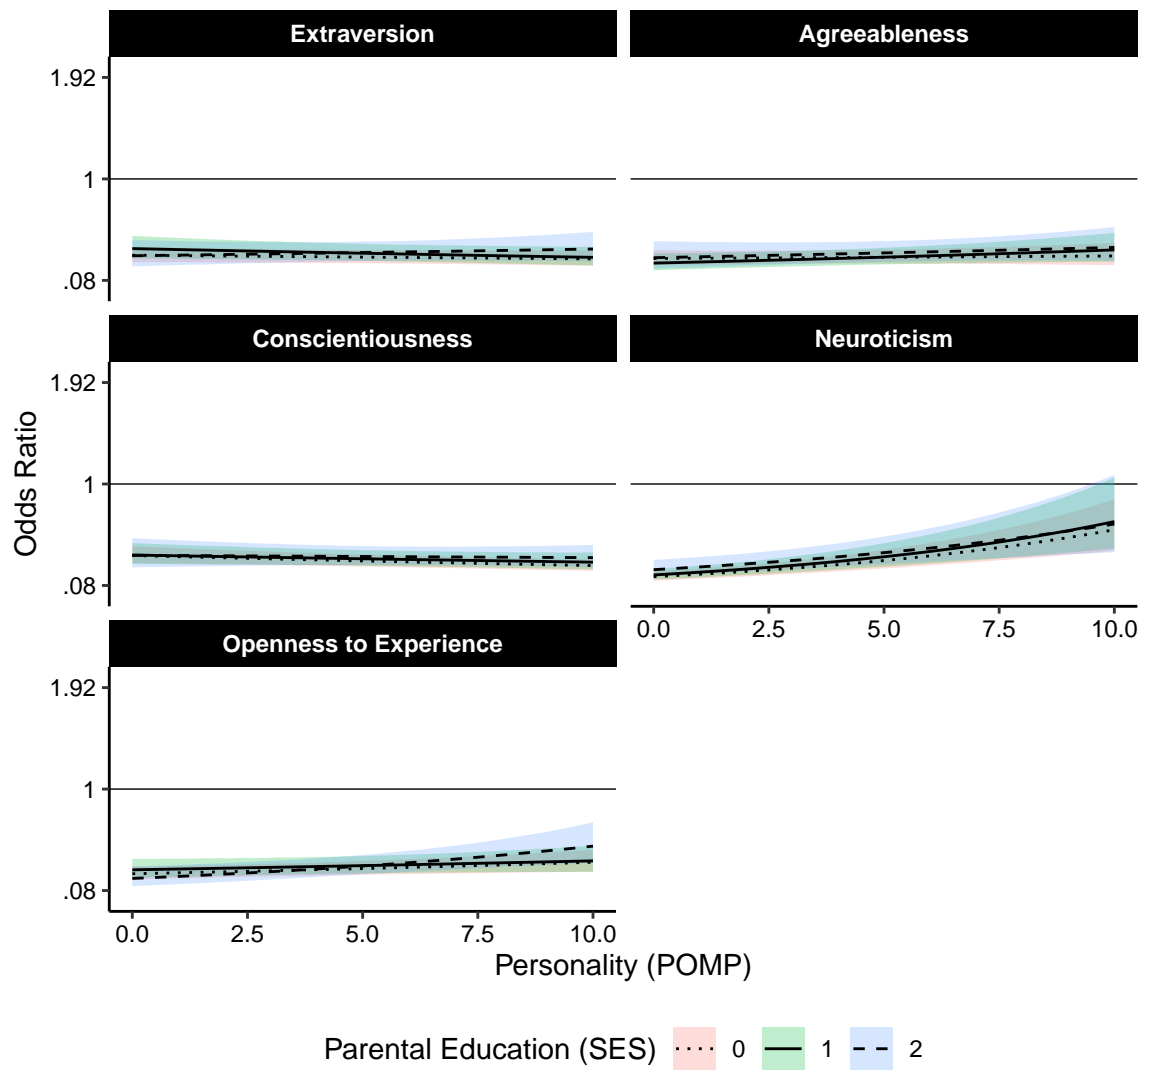 Extraversion
Agreeableness
1.92
1
.08
Conscientiousness
Neuroticism
1.92
1
.08
0.0 2.5 5.0 7.5 10.0
Openness to Experience
1.92
1
.08
0.0 2.5 5.0 7.5 10.0
Odds Ratio
Personality (POMP)
Parental Education (SES) 0 1 2